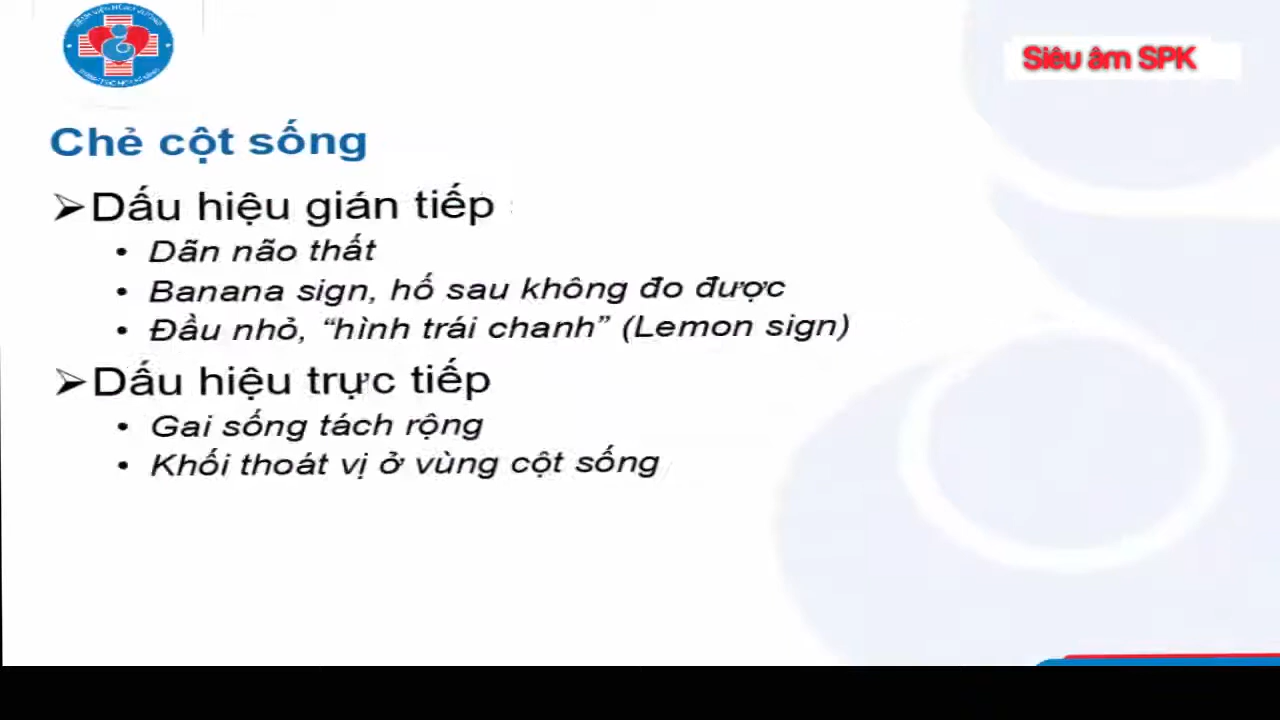 Siêu âm SPK
Chẻ cột sống
Dấu hiệu gián tiếp
• Dãn não thất
• Banana sign, hố sau không đo được
• Đầu nhỏ, “hình trái chanh” (Lemon sign)
Dấu hiệu trực tiếp
• Gai sống tách rộng
• Khối thoát vị ở vùng cột sống